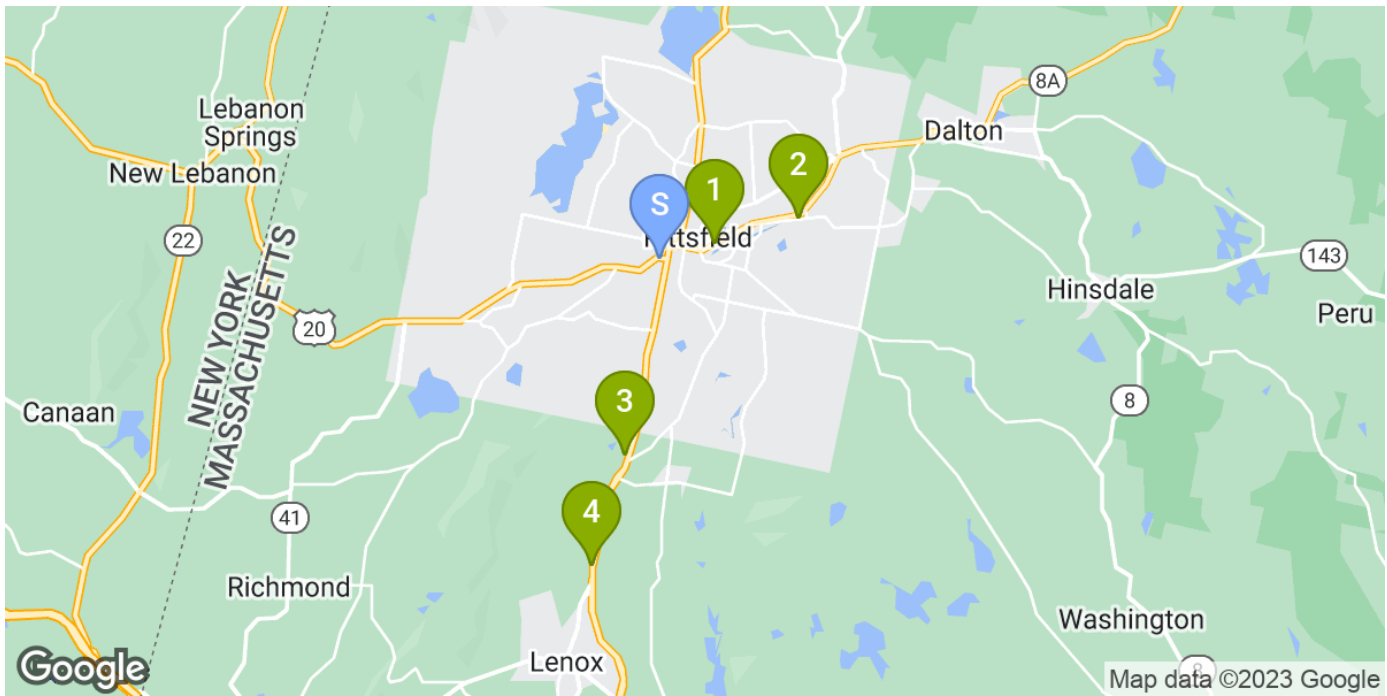 8A
Lebanon
Springs
Dalton
New Lebanon
2
1
S
22
Pittsfield
143
NEW YORK
MASSACHUSETTS
Hinsdale
20
Peru
3
8
Canaan
4
41
Richmond
Washington
Lenox
8
Google
Map data ©2023 Google